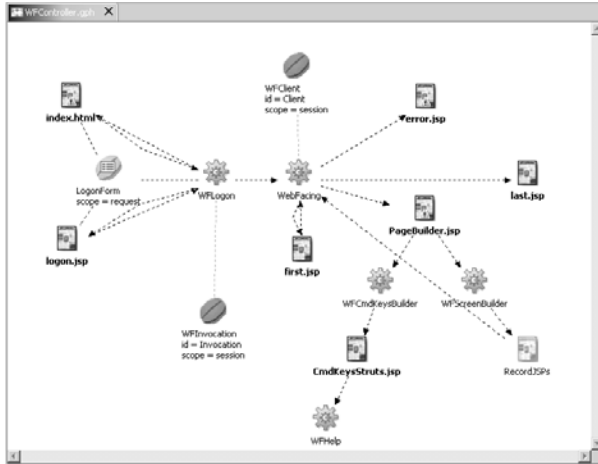 WFController.gph
WFClient
id = Client
scope = session
index.html
error.jsp
LogonForm
scope = request
WFLogon
WebFacing
last.jsp
PageBuilder.jsp
logon.jsp
first.jsp
WFCmdKeysBuilder
WFScreenBuilder
WFInvocation
id = Invocation
scope = session
CmdKeysStruts.jsp
RecordJSPs
WFHelp